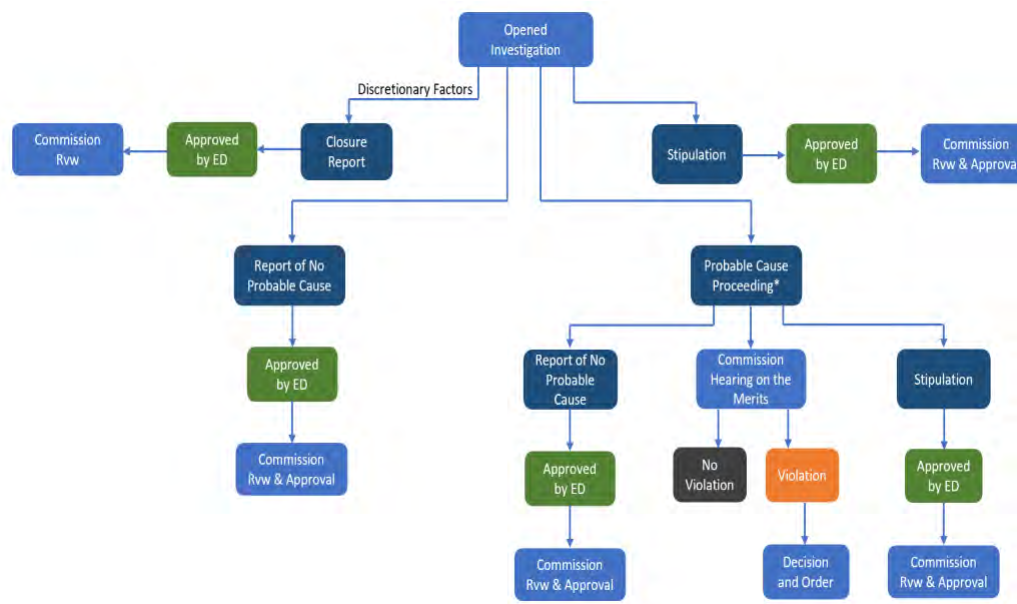 Opened
Investigation
Discretionary Factors
Commission
Rvw
Approved
by ED
Closure
Report
Stipulation
Approved
by ED
Commission
Rvw & Approval
Report of No
Probable Cause
Probable Cause
Proceeding*
Approved
by ED
Commission
Rvw & Approval
Report of No
Probable
Cause
Commission
Hearing on the
Merits
Stipulation
Approved
by ED
No
Violation
Violation
Approved
by ED
Commission
Rvw & Approval
Decision
and Order
Commission
Rvw & Approval